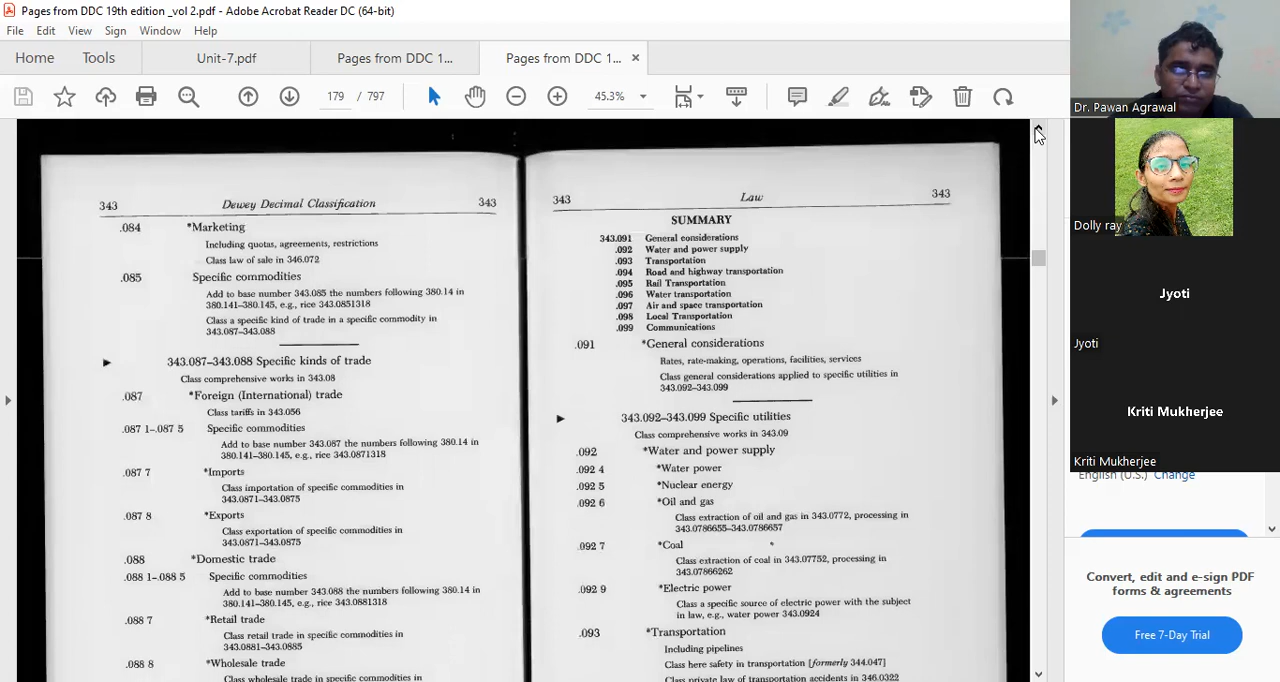 Pages from DDC 19th edition _vol 2.pdf - Adobe Acrobat Reader DC (64-bit)
File Edit View Sign Window Help
Home Tools Unit-7.pdf Pages from DDC 1... Pages from DDC 1... ×
179 / 797 45.3%
343 Dewey Decimal Classification 343
.084 *Marketing
Including quotas, agreements, restrictions
Class law of sale in 346.072
.085 Specific commodities
Add to base number 343.085 the numbers following 380.14 in
380.141–380.145, e.g., rice 343.0851318
Class a specific kind of trade in a specific commodity in
343.087–343.088
343.087–343.088 Specific kinds of trade
Class comprehensive works in 343.08
.087 *Foreign (International) trade
Class tariffs in 343.056
.087 1–.087 5 Specific commodities
Add to base number 343.087 the numbers following 380.14 in
380.141–380.145, e.g., rice 343.0871318
.087 7 *Imports
Class importation of specific commodities in
343.0871–343.0875
.087 8 *Exports
Class exportation of specific commodities in
343.0871–343.0875
.088 *Domestic trade
.088 1–.088 5 Specific commodities
Add to base number 343.088 the numbers following 380.14 in
380.141–380.145, e.g., rice 343.0881318
.088 7 *Retail trade
Class retail trade in specific commodities in
343.0881–343.0885
.088 8 *Wholesale trade
Class wholesale trade in specific commodities in
343 Law 343
SUMMARY
343.091 General considerations
.092 Water and power supply
.093 Transportation
.094 Road and highway transportation
.095 Rail Transportation
.096 Water transportation
.097 Air and space transportation
.098 Local Transportation
.099 Communications
.091 *General considerations
Rates, rate-making, operations, facilities, services
Class general considerations applied to specific utilities in
343.092–343.099
343.092–343.099 Specific utilities
Class comprehensive works in 343.09
.092 *Water and power supply
.092 4 *Water power
.092 5 *Nuclear energy
.092 6 *Oil and gas
Class extraction of oil and gas in 343.0772, processing in
343.0786655–343.0786657
.092 7 *Coal
Class extraction of coal in 343.07752, processing in
343.07866262
.092 9 *Electric power
Class a specific source of electric power with the subject
in law, e.g., water power 343.0924
.093 *Transportation
Including pipelines
Class here safety in transportation [formerly 344.047]
Class private law of transportation accidents in 346.0322
Dr. Pawan Agrawal
Dolly ray
Jyoti
Jyoti
Kriti Mukherjee
Kriti Mukherjee
English (U.S.) Change
Convert, edit and e-sign PDF
forms & agreements
Free 7-Day Trial